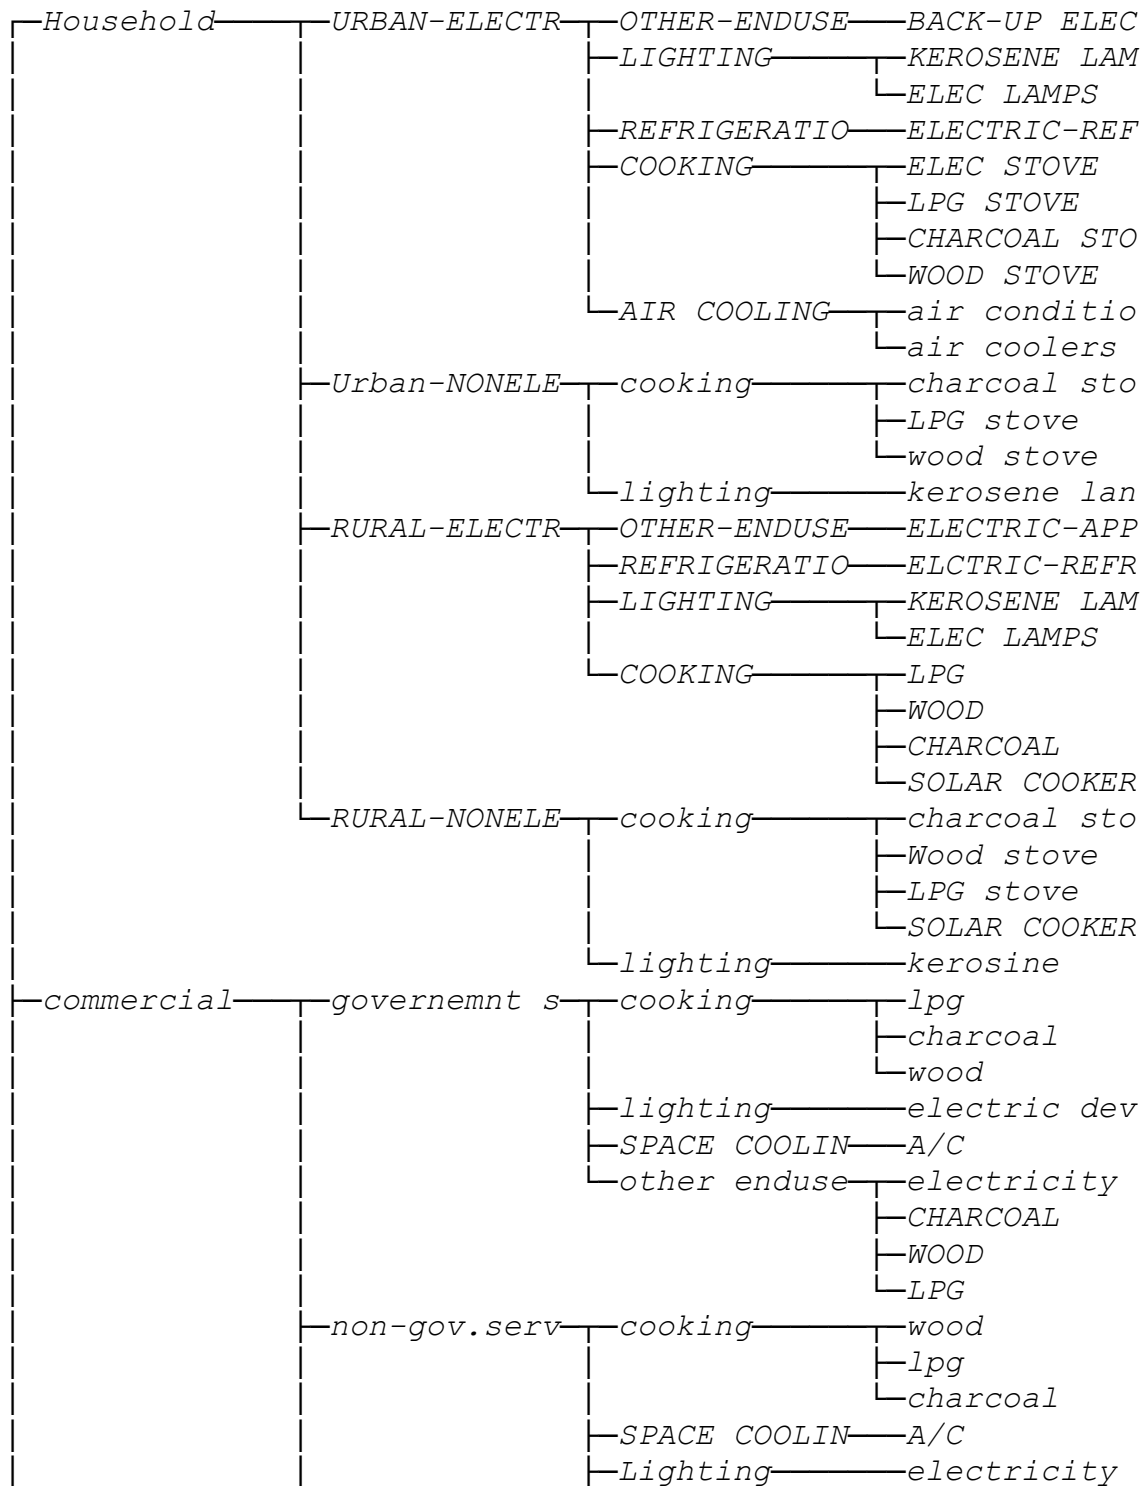 Household URBAN-ELECTR OTHER-ENDUSE BACK-UP ELEC
LIGHTING KEROSENE LAM
ELEC LAMPS
REFRIGERATIO ELECTRIC-REF
COOKING ELEC STOVE
LPG STOVE
CHARCOAL STO
WOOD STOVE
AIR COOLING air conditio
air coolers
Urban-NONELE cooking charcoal sto
LPG stove
wood stove
lighting kerosene lan
RURAL-ELECTR OTHER-ENDUSE ELECTRIC-APP
REFRIGERATIO ELCTRIC-REFR
LIGHTING KEROSENE LAM
ELEC LAMPS
COOKING LPG
WOOD
CHARCOAL
SOLAR COOKER
RURAL-NONELE cooking charcoal sto
Wood stove
LPG stove
SOLAR COOKER
lighting kerosine
commercial governemnt s cooking lpg
charcoal
wood
lighting electric dev
SPACE COOLIN A/C
other enduse electricity
CHARCOAL
WOOD
LPG
non-gov.serv cooking wood
lpg
charcoal
SPACE COOLIN A/C
Lighting electricity